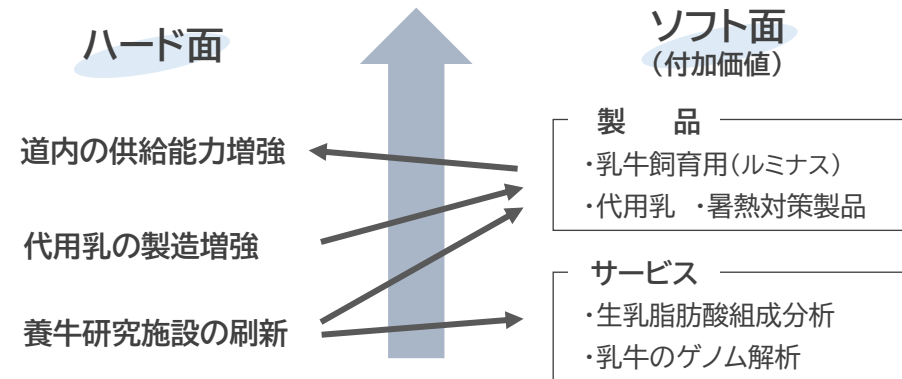 ハード面
道内の供給能力増強
代用乳の製造増強
養牛研究施設の刷新
ソフト面
（付加価値）
製　品
・乳牛飼育用（ルミナス）
・代用乳　・暑熱対策製品
サービス
・生乳脂肪酸組成分析
・乳牛のゲノム解析